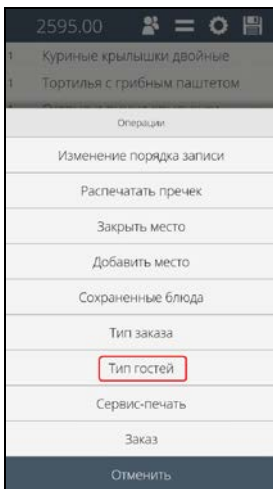 2595.00
1 Куриные крылышки двойные
1 Тортилья с грибным паштетом
Операции
Изменение порядка записи
Распечатать пречек
Закрыть место
Добавить место
Сохраненные блюда
Тип заказа
Тип гостей
Сервис-печать
Заказ
Отменить